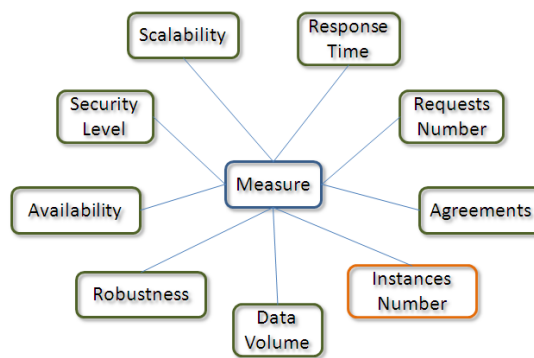 Scalability
Response
Time
Security
Level
Requests
Number
Measure
Availability
Agreements
Robustness
Instances
Number
Data
Volume